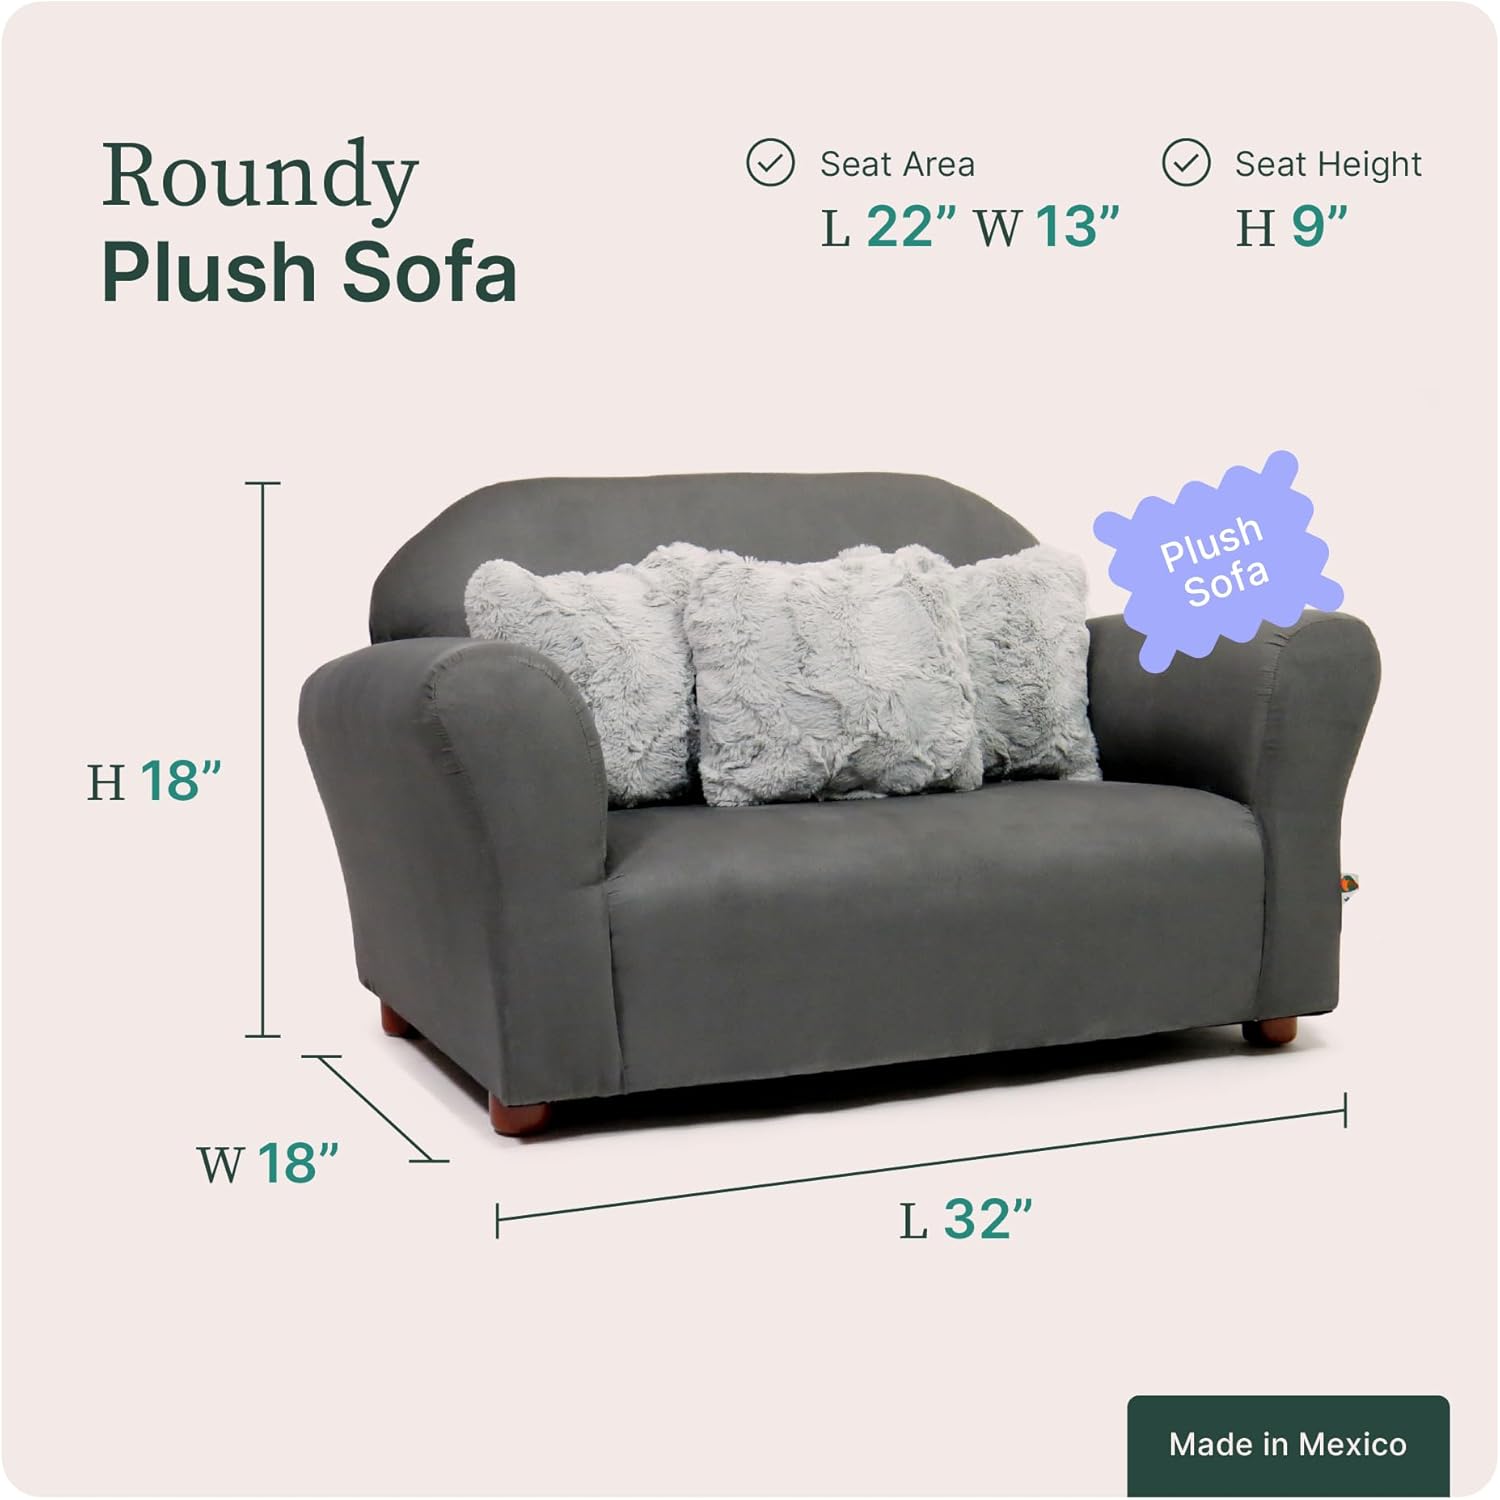 Roundy
Plush Sofa
Seat Area
L 22” W 13”
Seat Height
H 9”
Plush
Sofa
H 18”
W 18”
L 32”
Made in Mexico